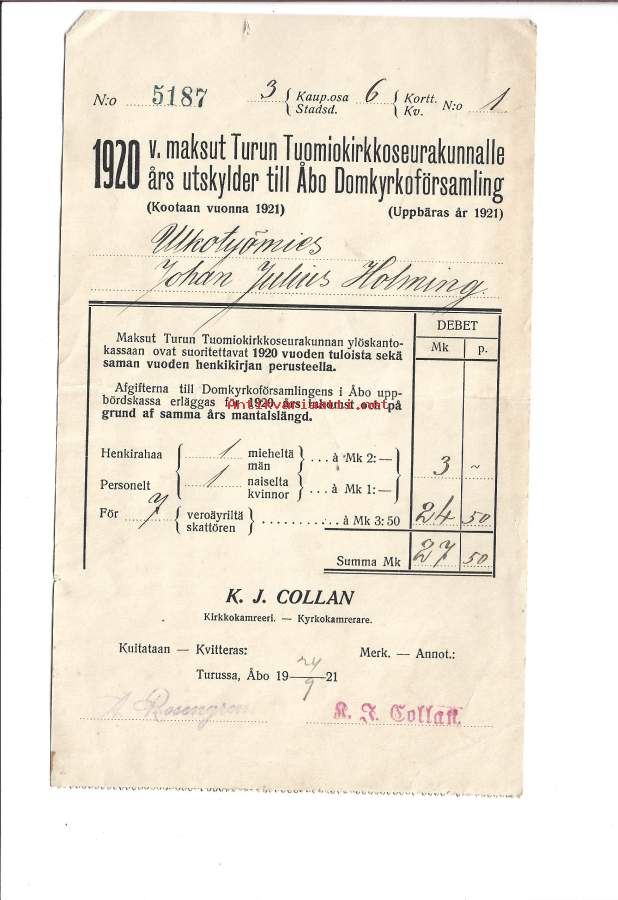 N:o 5187 3 { Kaup.osa 6 { Kortt. N:o 1
Stadsd. Kv.
1920 v. maksut Turun Tuomiokirkkoseurakunnalle
års utskylder till Åbo Domkyrkoförsamling
(Kootaan vuonna 1921) (Uppbäras år 1921)
Ulkotyömies
Johan Julius Holming.
DEBET
Mk p.
Maksut Turun Tuomiokirkkoseurakunnan ylöskanto-
kassaan ovat suoritettavat 1920 vuoden tuloista sekä
saman vuoden henkikirjan perusteella.
Afgifterna till Domkyrkoförsamlingens i Åbo upp-
bördskassa erläggas för 1920 års inkomst och på
grund af samma års mantalslängd.
Henkirahaa 1 mieheltä
män . . . à Mk 2: — 3 ~
Personelt 1 naiselta
kvinnor . . . à Mk 1: —
För 7 { veroäyriltä
skattören } . . . . . . . . . . . à Mk 3: 50 24 50
Summa Mk 27 50
K. J. COLLAN
Kirkkokamreeri. — Kyrkokamrerare.
Kuitataan — Kvitteras: Merk. — Annot.:
Turussa, Åbo 19 24/9 21
Rosengren K. J. Collan.